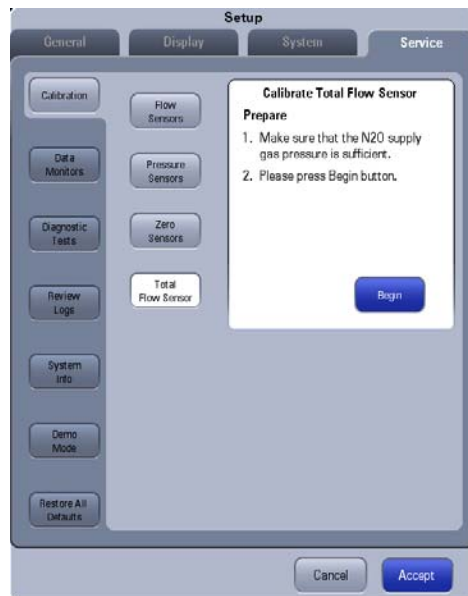 Setup
General
Display
System
Service
Calibration
Data
Monitors
Diagnostic
Tests
Review
Logs
System
Info
Demo
Mode
Restore All
Defaults
Flow
Sensors
Pressure
Sensors
Zero
Sensors
Total
Flow Sensor
Calibrate Total Flow Sensor
Prepare
1. Make sure that the N2O supply
gas pressure is sufficient.
2. Please press Begin button.
Begin
Cancel
Accept